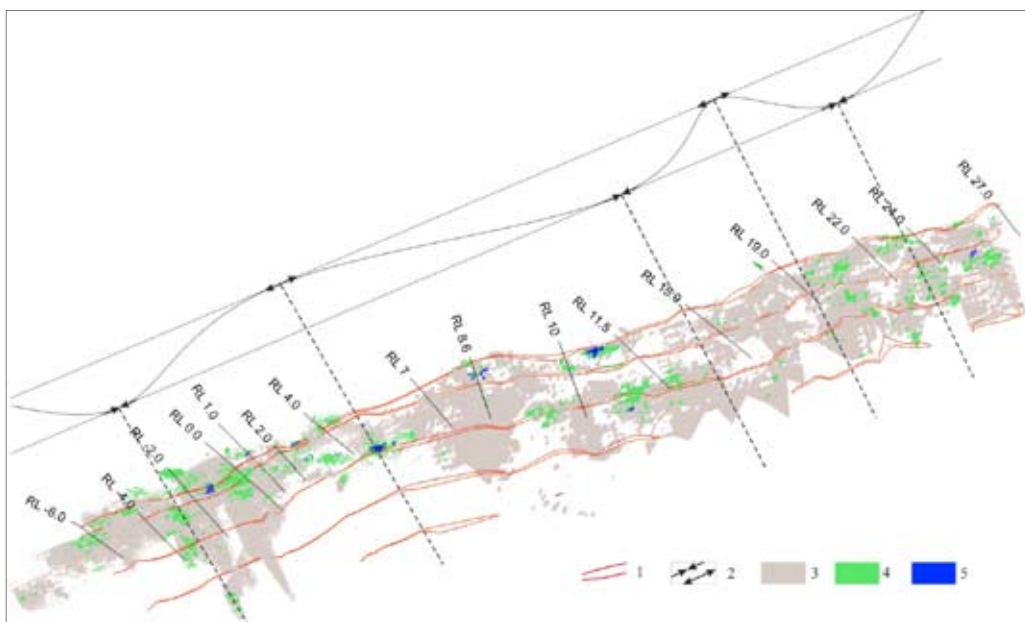 RL -6.0
RL -4.0
RL -2.0
RL 0.0
RL 1.0
RL 2.0
RL 4.0
RL 7
RL 8.6
RL 10
RL 11.5
RL 15.9
RL 19.0
RL 22.0
RL 24.0
RL 27.0
1
2
3
4
5